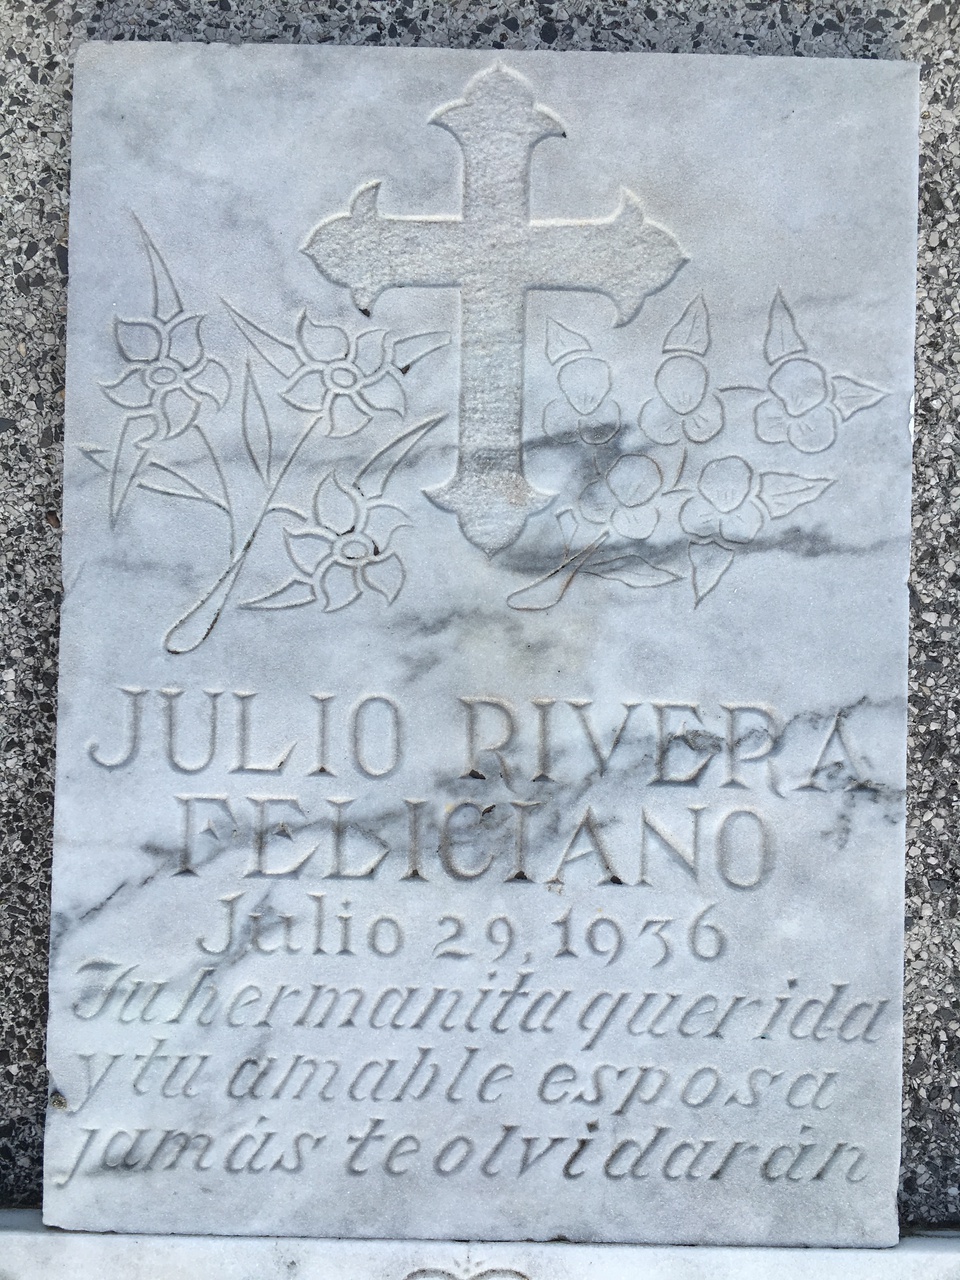 JULIO RIVERA
FELICIANO
Julio 29, 1936
Tu hermanita querida
y tu amable esposa
jamás te olvidarán